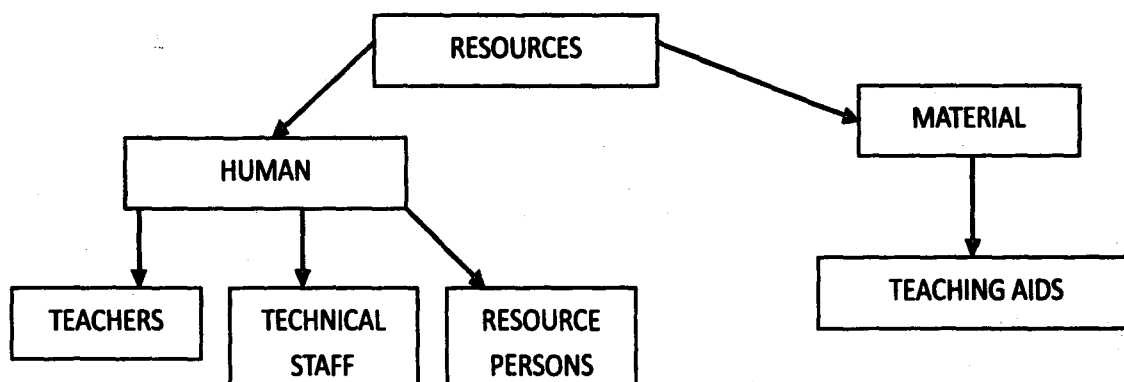 RESOURCES
MATERIAL
HUMAN
TEACHING AIDS
TEACHERS
TECHNICAL
STAFF
RESOURCE
PERSONS